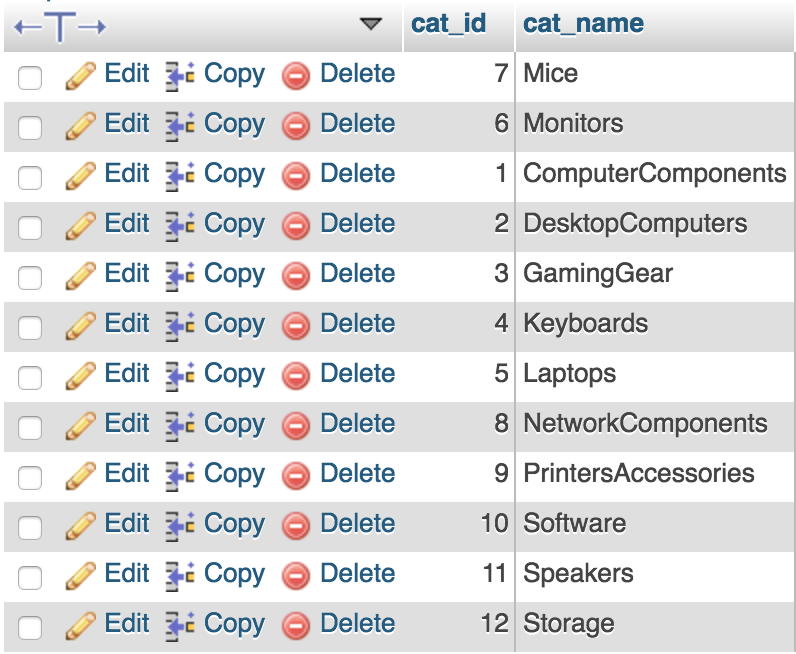 cat_id cat_name
Edit Copy Delete 7 Mice
Edit Copy Delete 6 Monitors
Edit Copy Delete 1 ComputerComponents
Edit Copy Delete 2 DesktopComputers
Edit Copy Delete 3 GamingGear
Edit Copy Delete 4 Keyboards
Edit Copy Delete 5 Laptops
Edit Copy Delete 8 NetworkComponents
Edit Copy Delete 9 PrintersAccessories
Edit Copy Delete 10 Software
Edit Copy Delete 11 Speakers
Edit Copy Delete 12 Storage